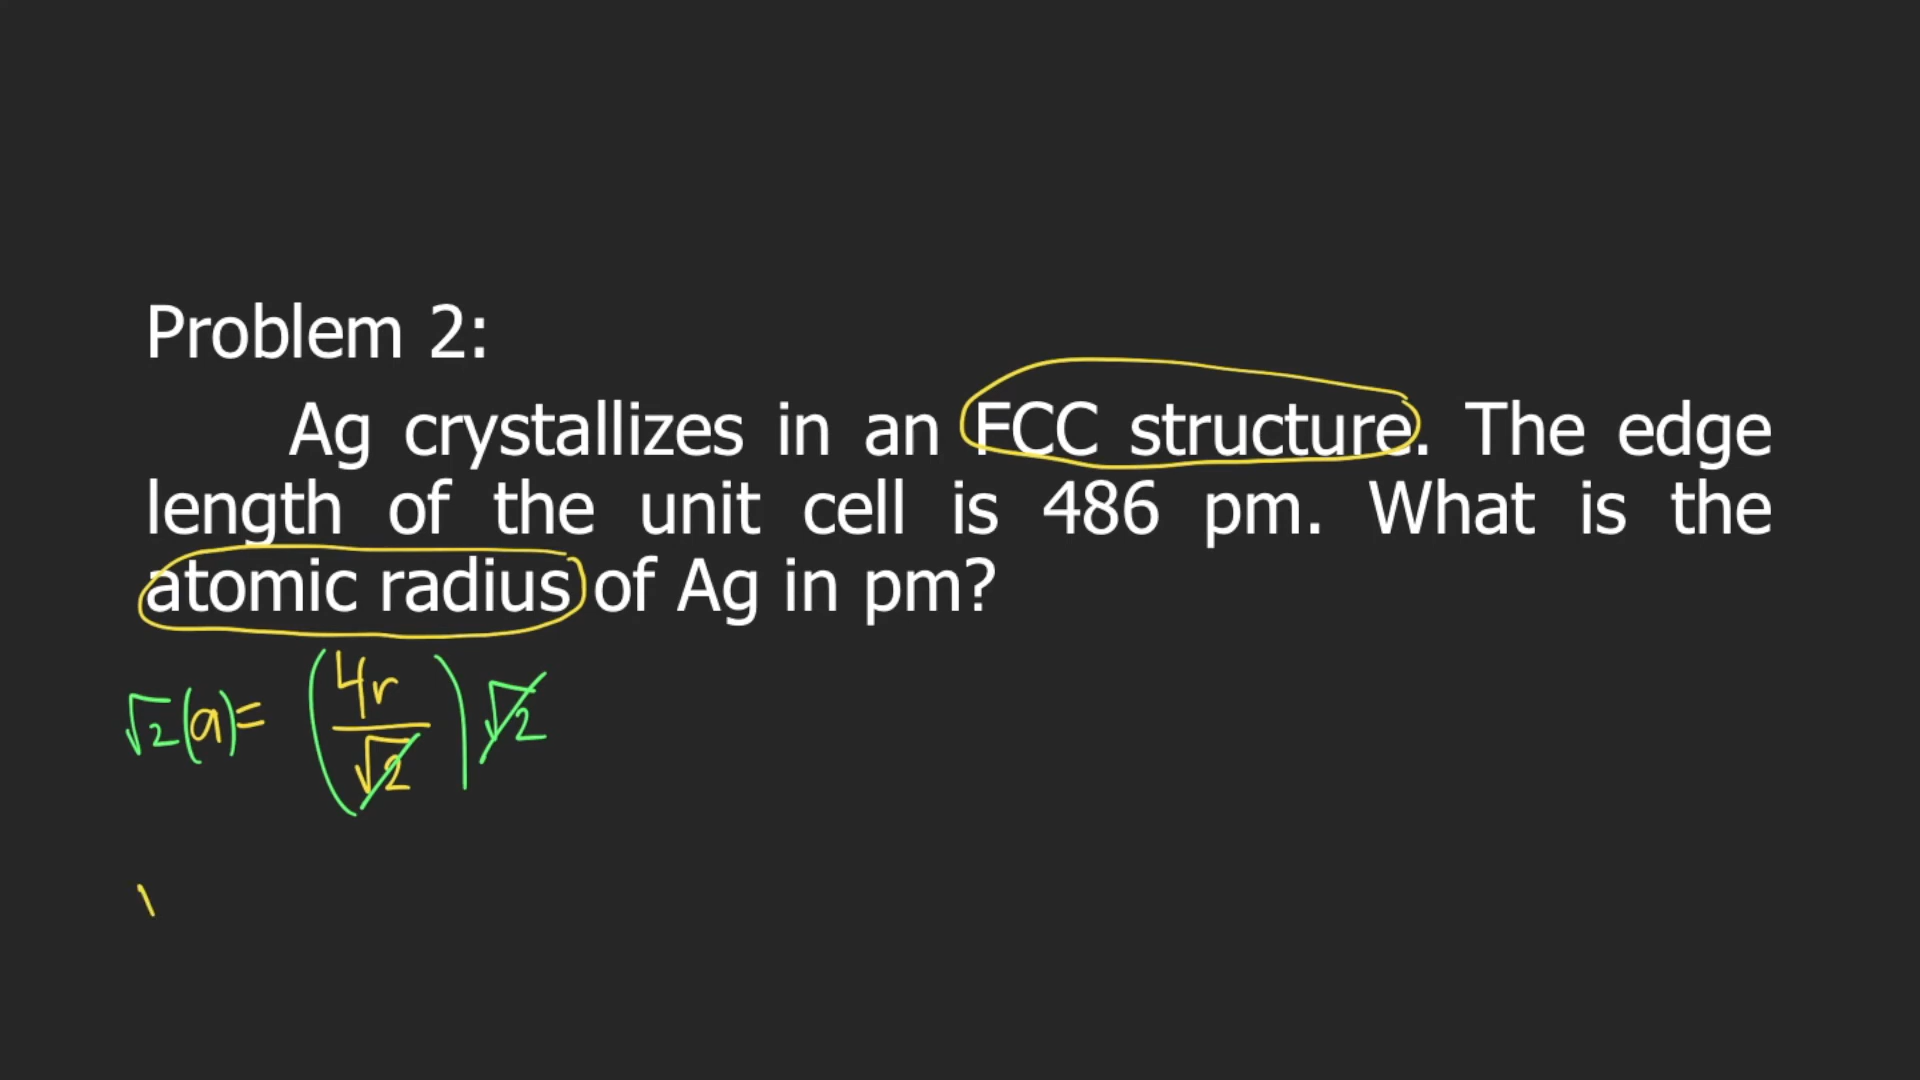 Problem 2:
Ag crystallizes in an FCC structure. The edge
length of the unit cell is 486 pm. What is the
atomic radius of Ag in pm?
√2(a) = (4r/√2)√2